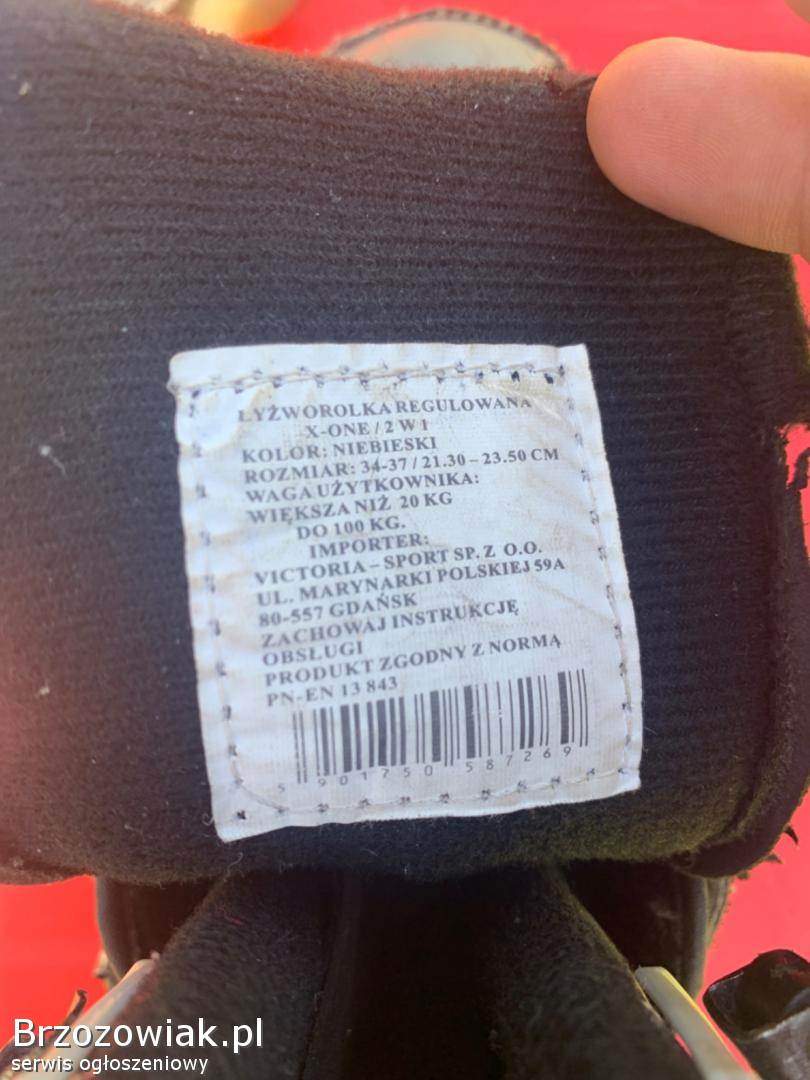 ŁYŻWOROLKA REGULOWANA
X-ONE / 2 W 1
KOLOR: NIEBIESKI
ROZMIAR: 34-37 / 21.30 – 23.50 CM
WAGA UŻYTKOWNIKA:
WIĘKSZA NIŻ 20 KG
DO 100 KG.
IMPORTER:
VICTORIA – SPORT SP. Z O.O.
UL. MARYNARKI POLSKIEJ 59A
80-557 GDAŃSK
ZACHOWAJ INSTRUKCJĘ
OBSŁUGI
PRODUKT ZGODNY Z NORMĄ
PN-EN 13 843
5 901750 587269
Brzozowiak.pl
serwis ogłoszeniowy